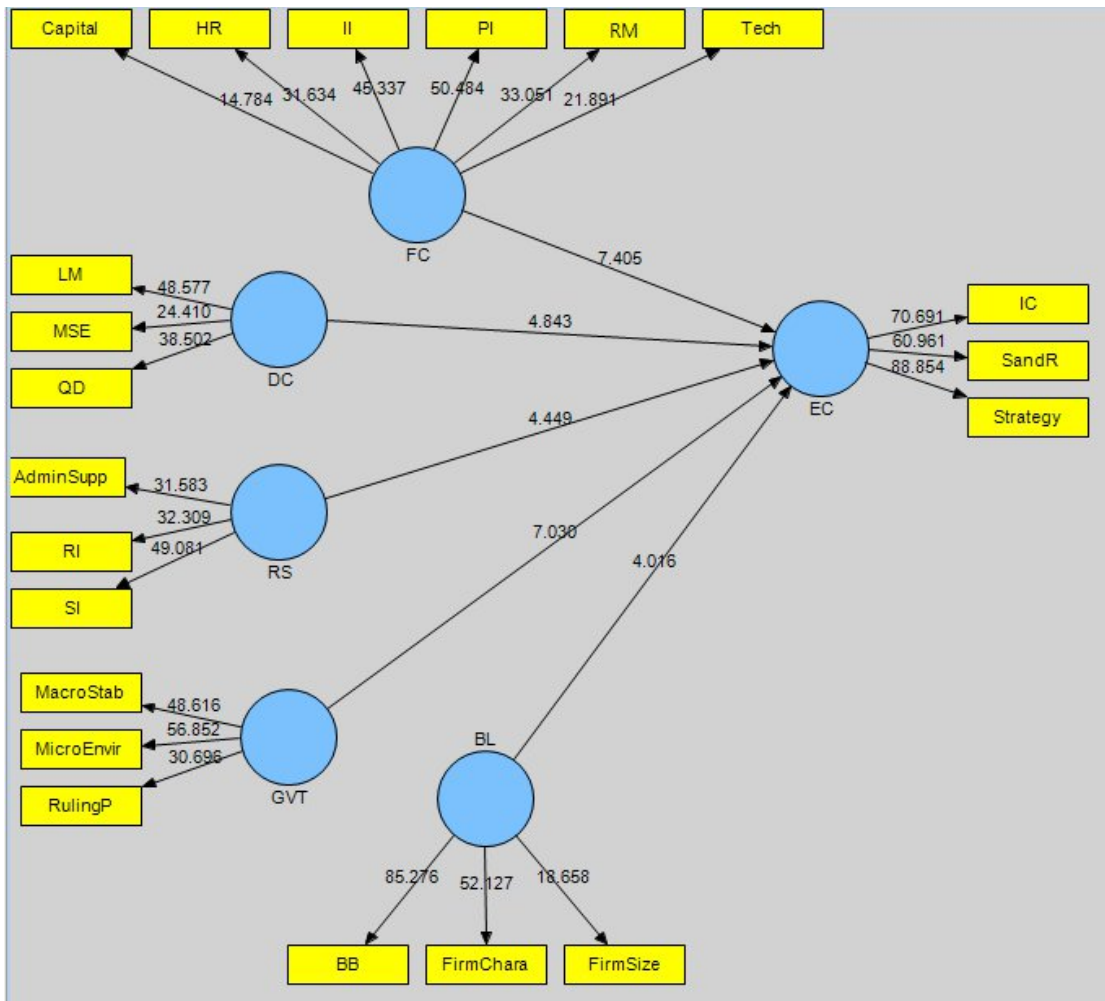 Capital HR II PI RM Tech
14.784 31.634 45.337 50.484 33.051 21.891
FC
7.405
LM
MSE
QD
48.577
24.410
38.502
DC
4.843
IC
SandR
Strategy
70.691
60.961
88.854
EC
AdminSupp
RI
SI
31.583
32.309
49.081
RS
4.449
MacroStab
MicroEnvir
RulingP
48.616
56.852
30.696
GVT
7.030
BL
4.016
85.276 52.127 18.658
BB FirmChara FirmSize